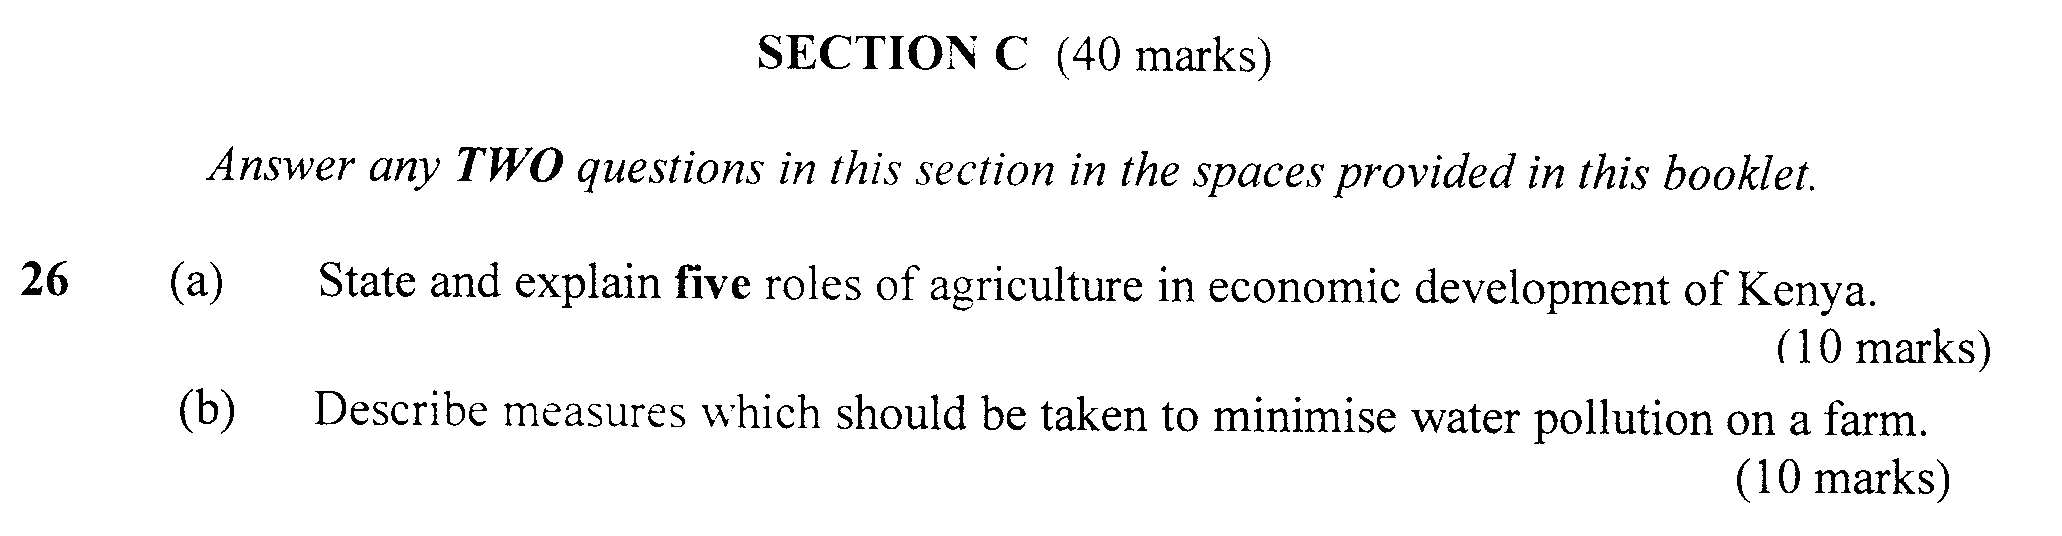 SECTION C (40 marks)
Answer any TWO questions in this section in the spaces provided in this booklet.
26 (a) State and explain five roles of agriculture in economic development of Kenya.
(10 marks)
(b) Describe measures which should be taken to minimise water pollution on a farm.
(10 marks)